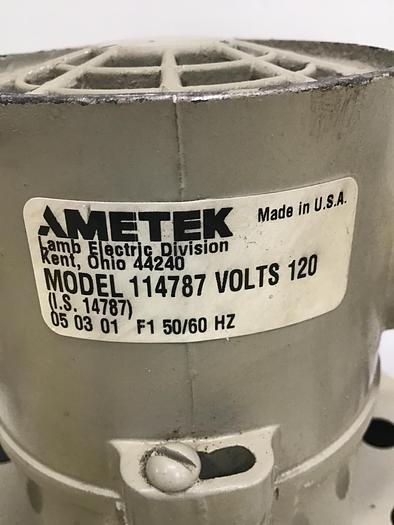 AMETEK Made in U.S.A.
Lamb Electric Division
Kent, Ohio 44240
MODEL 114787 VOLTS 120
(I.S. 14787)
05 03 01 F1 50/60 HZ